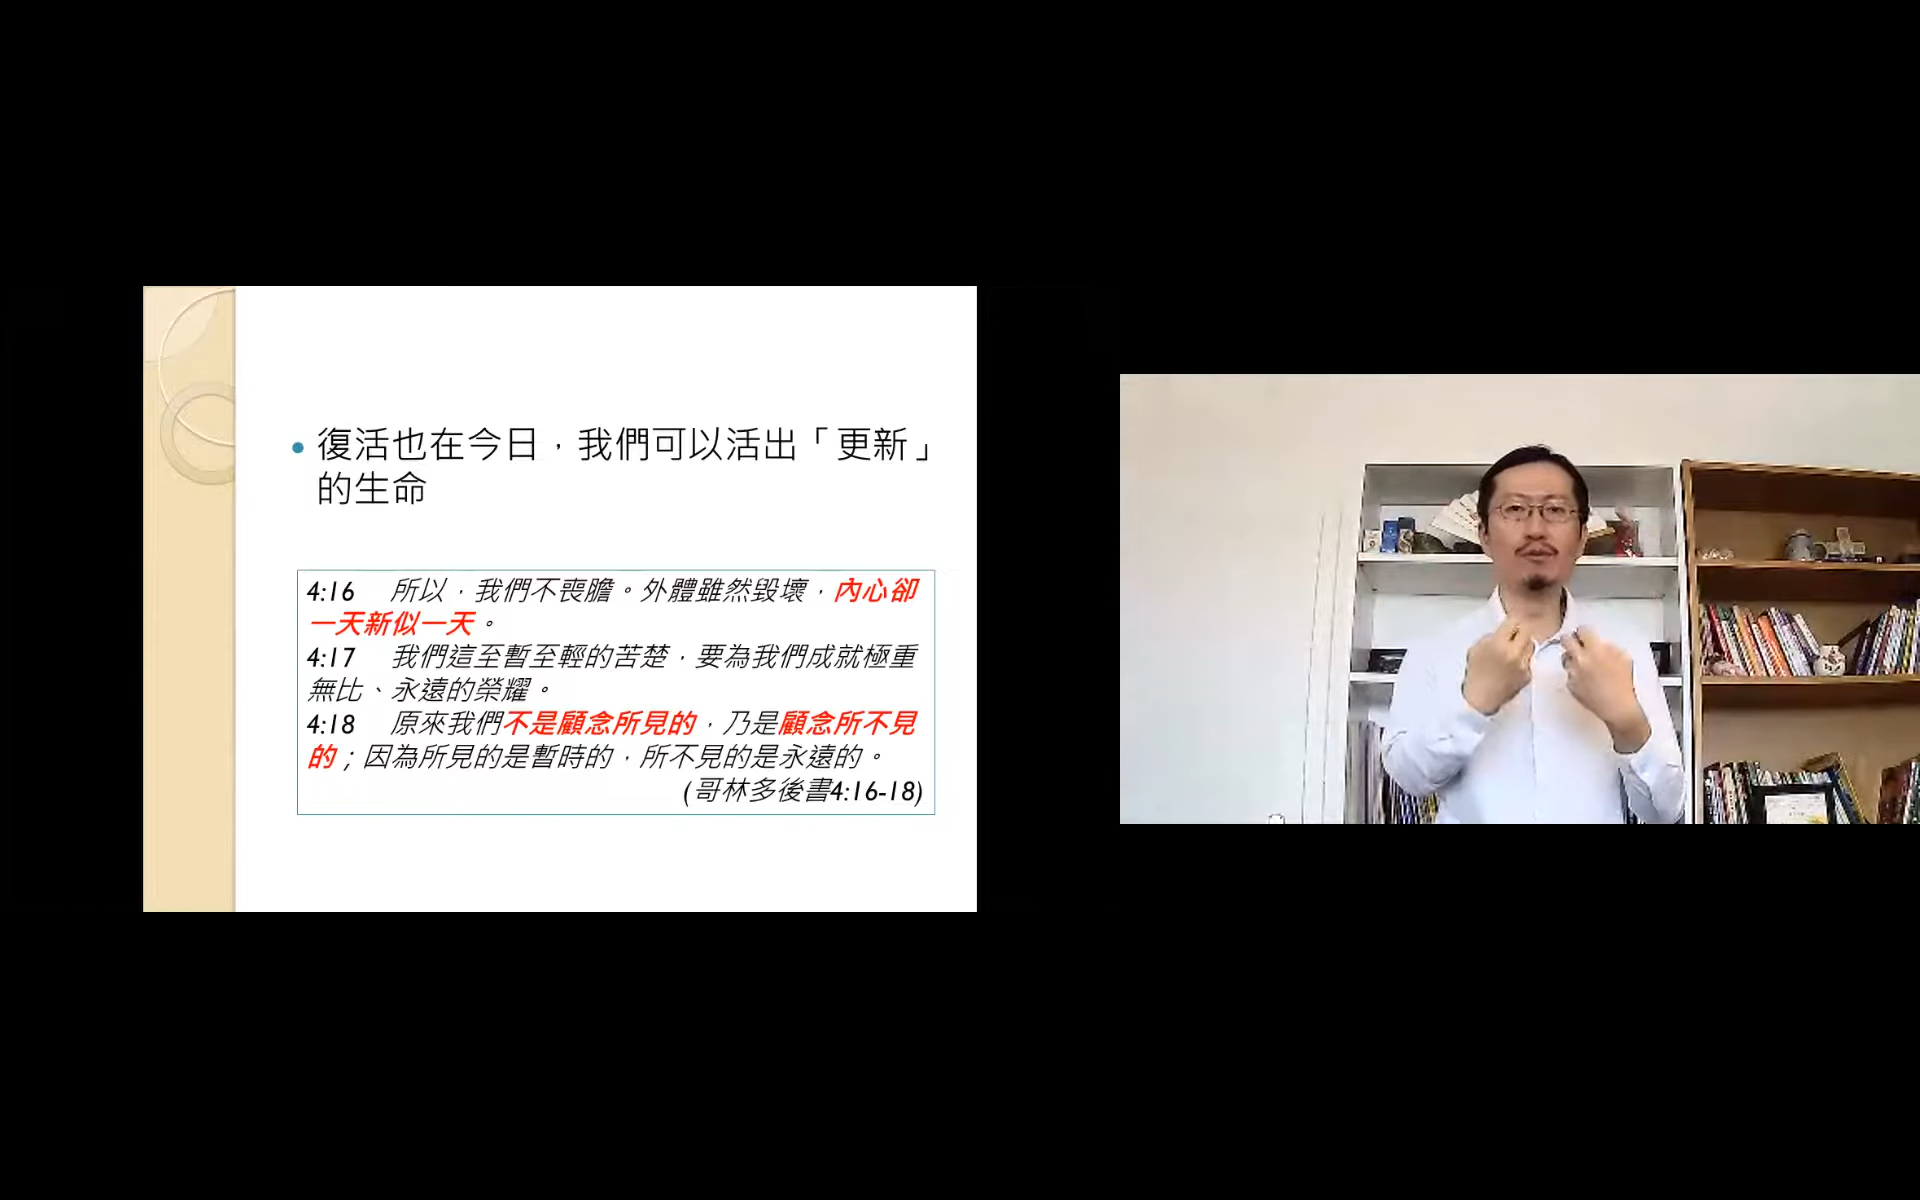 • 復活也在今日，我們可以活出「更新」
的生命
4:16 所以，我們不喪膽。外體雖然毀壞，內心卻
一天新似一天。
4:17 我們這至暫至輕的苦楚，要為我們成就極重
無比、永遠的榮耀。
4:18 原來我們不是顧念所見的，乃是顧念所不見
的；因為所見的是暫時的，所不見的是永遠的。
(哥林多後書4:16-18)